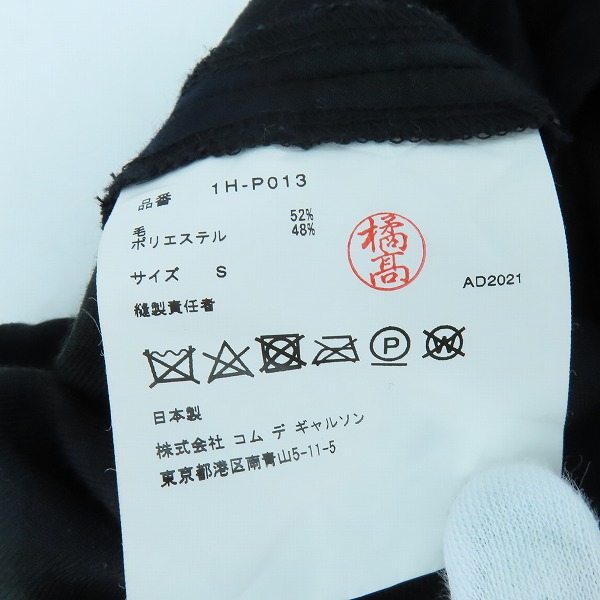 品番 1H-P013
毛 52%
ポリエステル 48%
サイズ S
縫製責任者
橘
髙
AD2021
P W
日本製
株式会社 コム デ ギャルソン
東京都港区南青山5-11-5